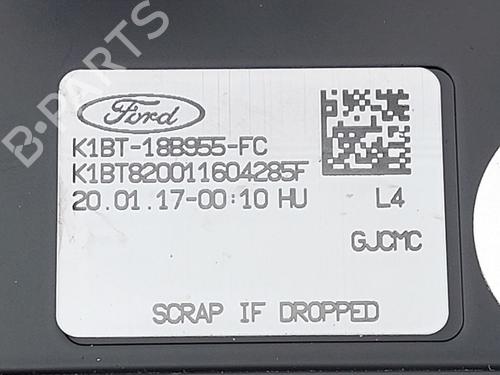 B-PARTS
Ford
K1BT-18B955-FC
K1BT820011604285F
20.01.17-00:10 HU L4
GJCMC
SCRAP IF DROPPED